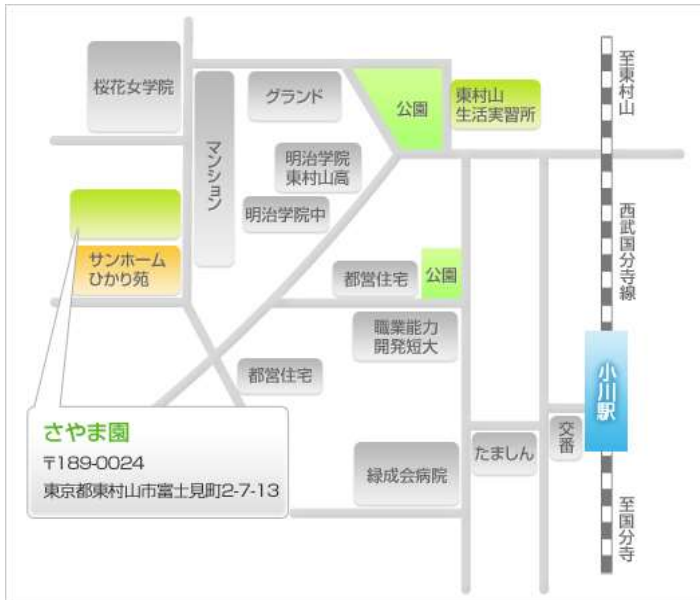 至東村山
桜花女学院
グランド
公園
東村山
生活実習所
マンション
明治学院
東村山高
明治学院中
西武国分寺線
サンホーム
ひかり苑
都営住宅
公園
職業能力
開発短大
小川駅
都営住宅
さやま園
〒189-0024
東京都東村山市富士見町2-7-13
緑成会病院
たましん
交番
至国分寺